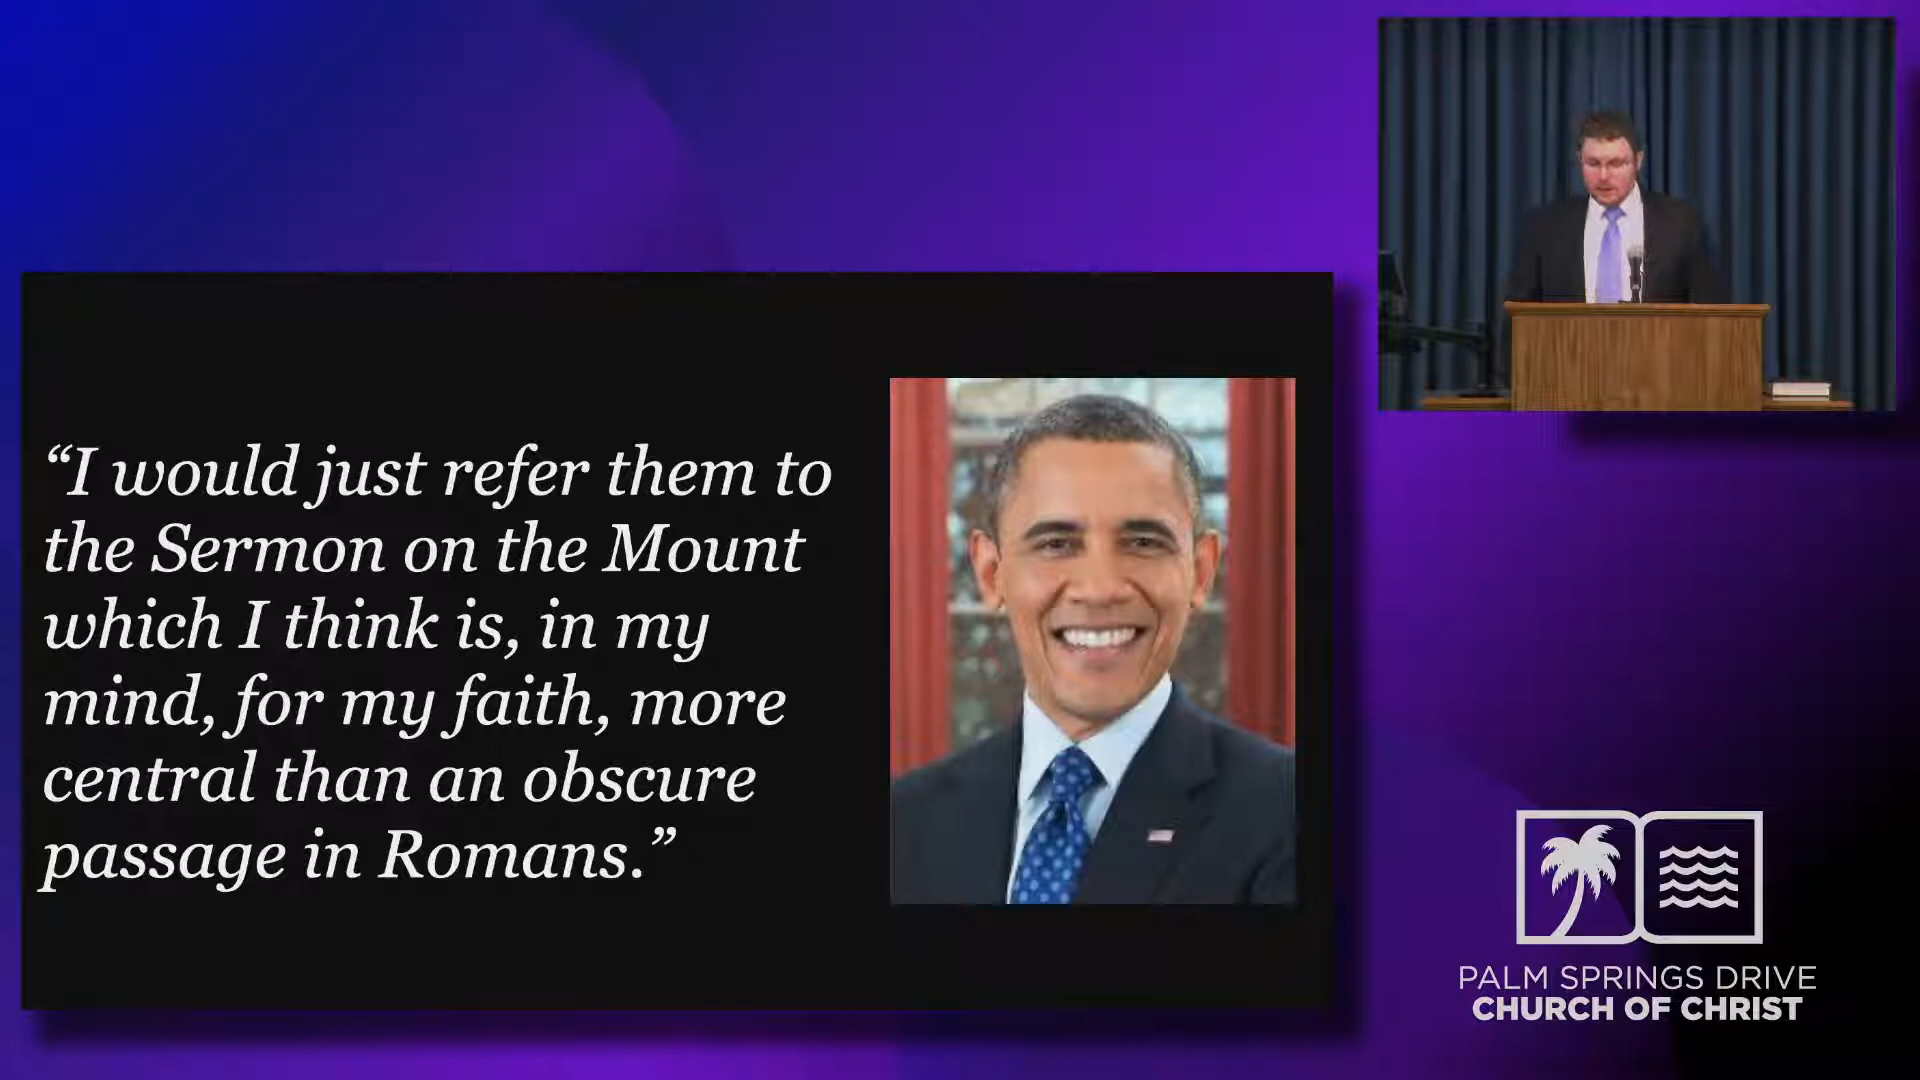 “I would just refer them to
the Sermon on the Mount
which I think is, in my
mind, for my faith, more
central than an obscure
passage in Romans.”
PALM SPRINGS DRIVE
CHURCH OF CHRIST